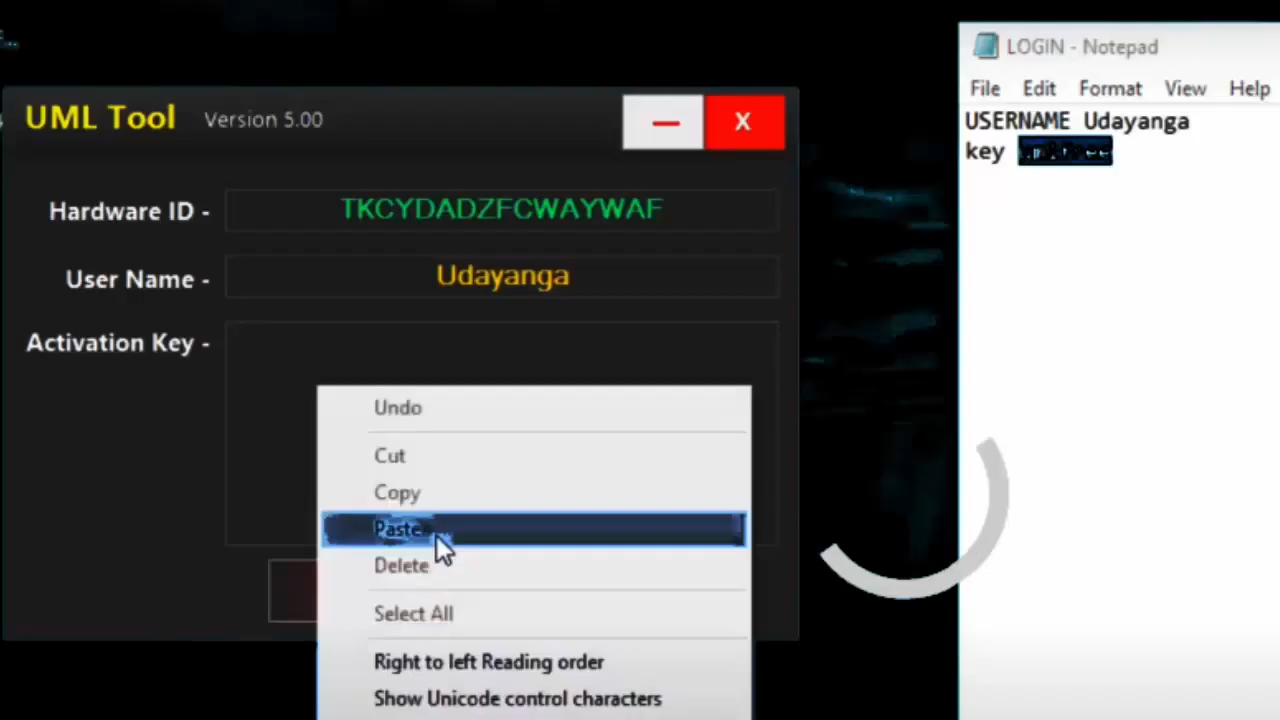 UML Tool Version 5.00
X
Hardware ID - TKCYDADZFCWAYWAF
User Name - Udayanga
Activation Key -
Undo
Cut
Copy
Paste
Delete
Select All
Right to left Reading order
Show Unicode control characters
LOGIN - Notepad
File Edit Format View Help
USERNAME Udayanga
key